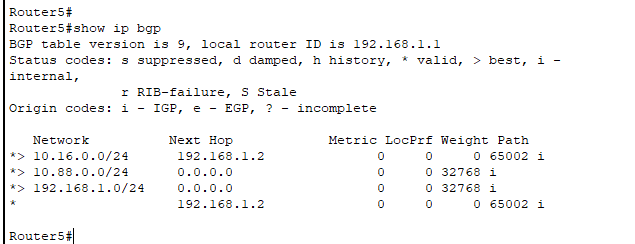 Router5#
Router5#show ip bgp
BGP table version is 9, local router ID is 192.168.1.1
Status codes: s suppressed, d damped, h history, * valid, > best, i -
internal,
              r RIB-failure, S Stale
Origin codes: i - IGP, e - EGP, ? - incomplete

   Network          Next Hop            Metric LocPrf Weight Path
*> 10.16.0.0/24      192.168.1.2              0     0      0 65002 i
*> 10.88.0.0/24      0.0.0.0                  0     0 32768 i
*> 192.168.1.0/24    0.0.0.0                  0     0 32768 i
*                    192.168.1.2              0     0      0 65002 i

Router5#